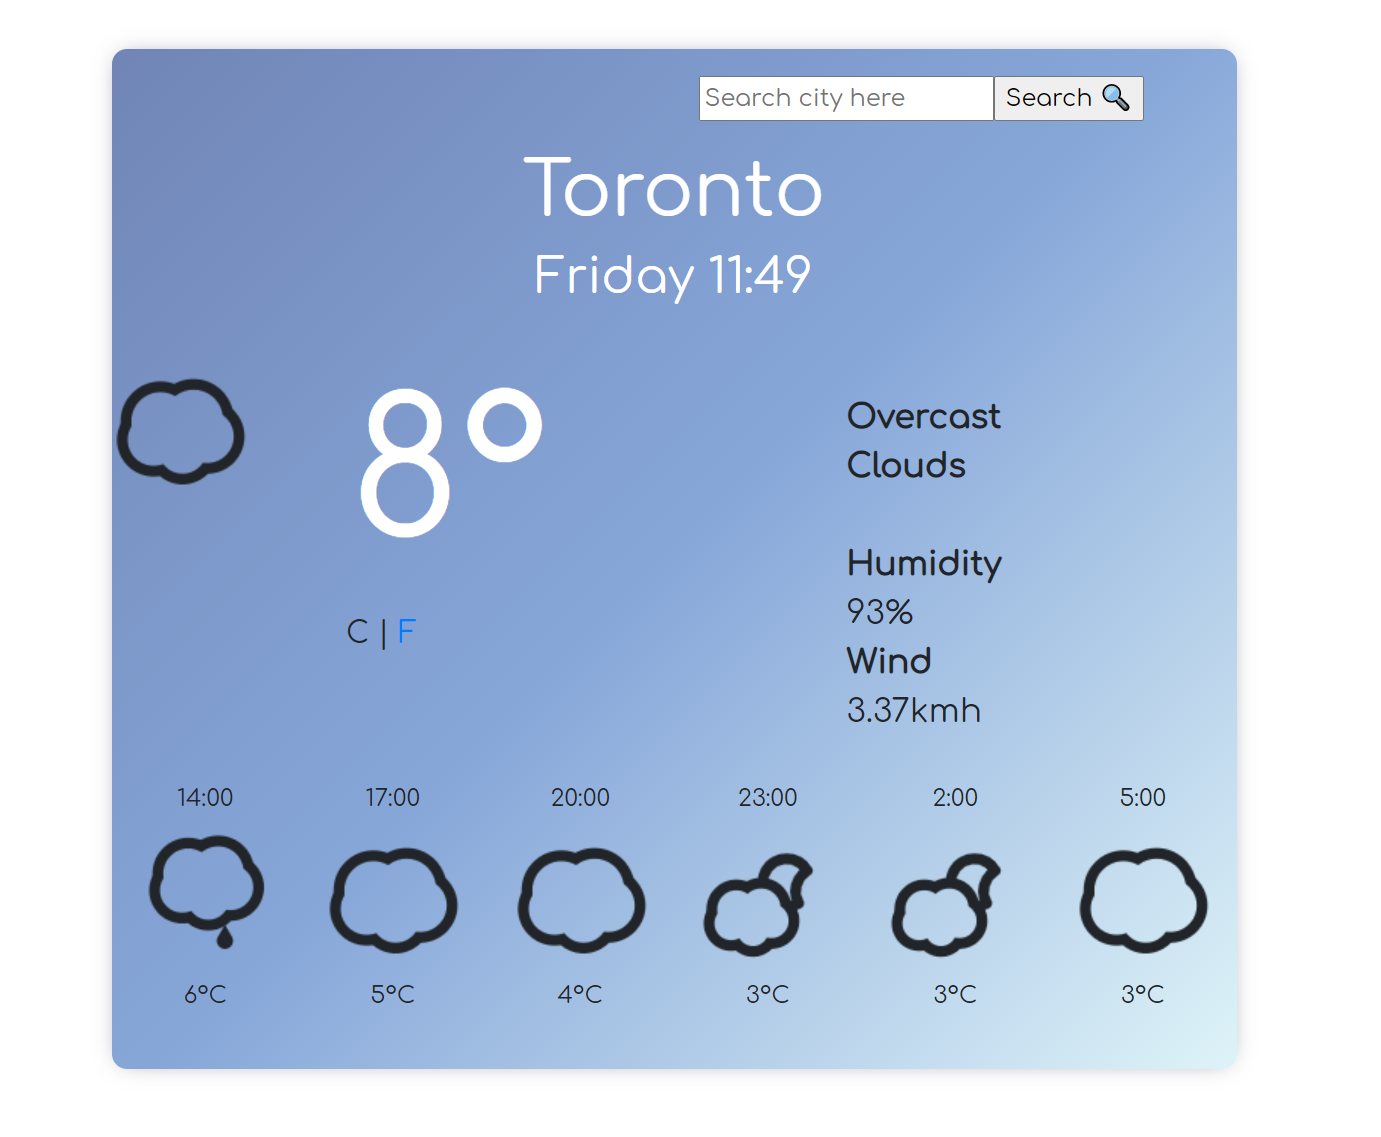 Search city here Search 🔍
Toronto
Friday 11:49
8°
C | F
Overcast
Clouds
Humidity
93%
Wind
3.37kmh
14:00 17:00 20:00 23:00 2:00 5:00
6°C 5°C 4°C 3°C 3°C 3°C